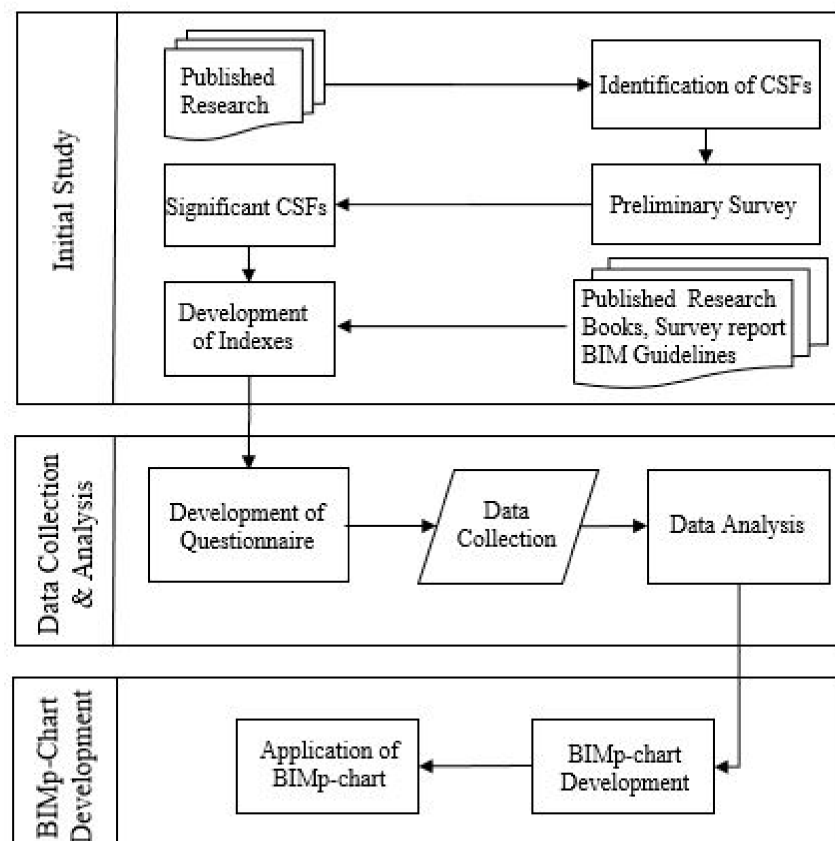 Initial Study
Published
Research
Identification of CSFs
Preliminary Survey
Significant CSFs
Development
of Indexes
Published Research
Books, Survey report
BIM Guidelines
Data Collection
& Analysis
Development of
Questionnaire
Data
Collection
Data Analysis
BIMp-Chart
Development
Application of
BIMp-chart
BIMp-chart
Development